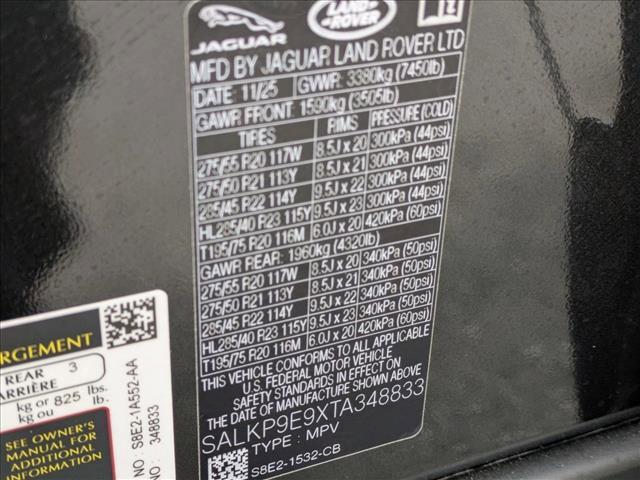 JAGUAR
LAND ROVER
MFD BY JAGUAR LAND ROVER LTD
DATE: 11/25 GVWR: 3380kg (7450lb)
GAWR FRONT: 1590kg (3505lb)
TIRES RIMS PRESSURE (COLD)
275/55 R20 117W 8.5J x 20 300kPa (44psi)
275/50 R21 113Y 8.5J x 21 300kPa (44psi)
285/45 R22 114Y 9.5J x 22 300kPa (44psi)
HL285/40 R23 115Y 9.5J x 23 300kPa (44psi)
T195/75 R20 116M 6.0J x 20 420kPa (60psi)
GAWR REAR: 1960kg (4320lb)
275/55 R20 117W 8.5J x 20 340kPa (50psi)
275/50 R21 113Y 8.5J x 21 340kPa (50psi)
285/45 R22 114Y 9.5J x 22 340kPa (50psi)
HL285/40 R23 115Y 9.5J x 23 340kPa (50psi)
T195/75 R20 116M 6.0J x 20 420kPa (60psi)
THIS VEHICLE CONFORMS TO ALL APPLICABLE
U.S. FEDERAL MOTOR VEHICLE
SAFETY STANDARDS IN EFFECT ON
THE DATE OF MANUFACTURE SHOWN ABOVE
SALKP9E9XTA348833
TYPE: MPV
S8E2-1532-CB
REAR 3
ARRIÈRE
kg or 825 lbs.
kg ou lb.
SEE OWNER'S
MANUAL FOR
ADDITIONAL
INFORMATION
NO : S8E2-1A552-AA
: 348833